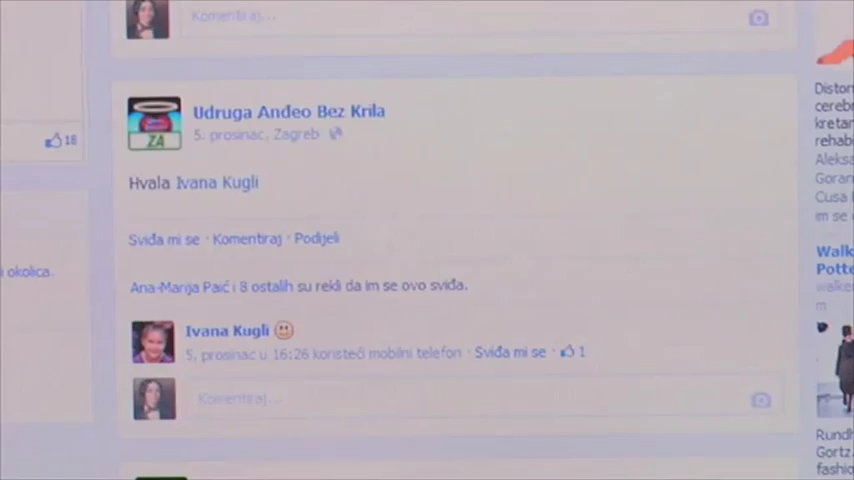 Komentiraj...
18
Udruga Anđeo Bez Krila
5. prosinac, Zagreb
ZA
Hvala Ivana Kugli
Sviđa mi se · Komentiraj · Podijeli
i okolica.
Ana-Marija Paić i 8 ostalih su rekli da im se ovo sviđa.
Ivana Kugli
5. prosinac u 16:26 koristeći mobilni telefon · Sviđa mi se · 1
Komentiraj...
Diston
cerebr
kretan
rehabi
Aleksa
Goran
Cusa
im se
Walk
Potte
walker
m
Rundh
Gortz
fashio